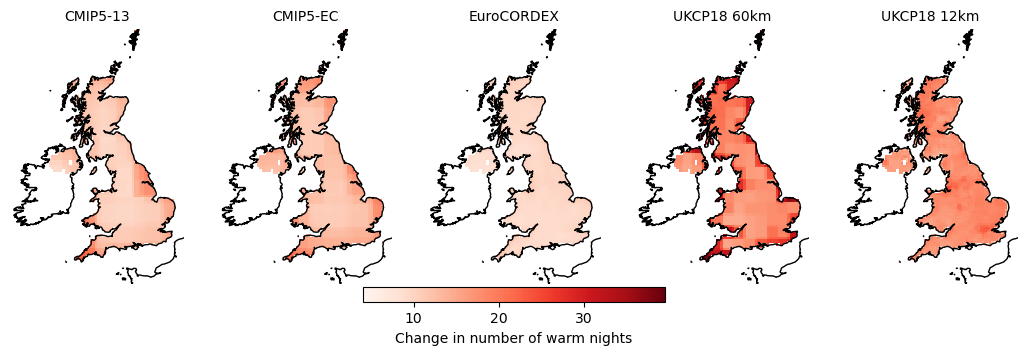 CMIP5-13
CMIP5-EC
EuroCORDEX
UKCP18 60km
UKCP18 12km
10 20 30
Change in number of warm nights